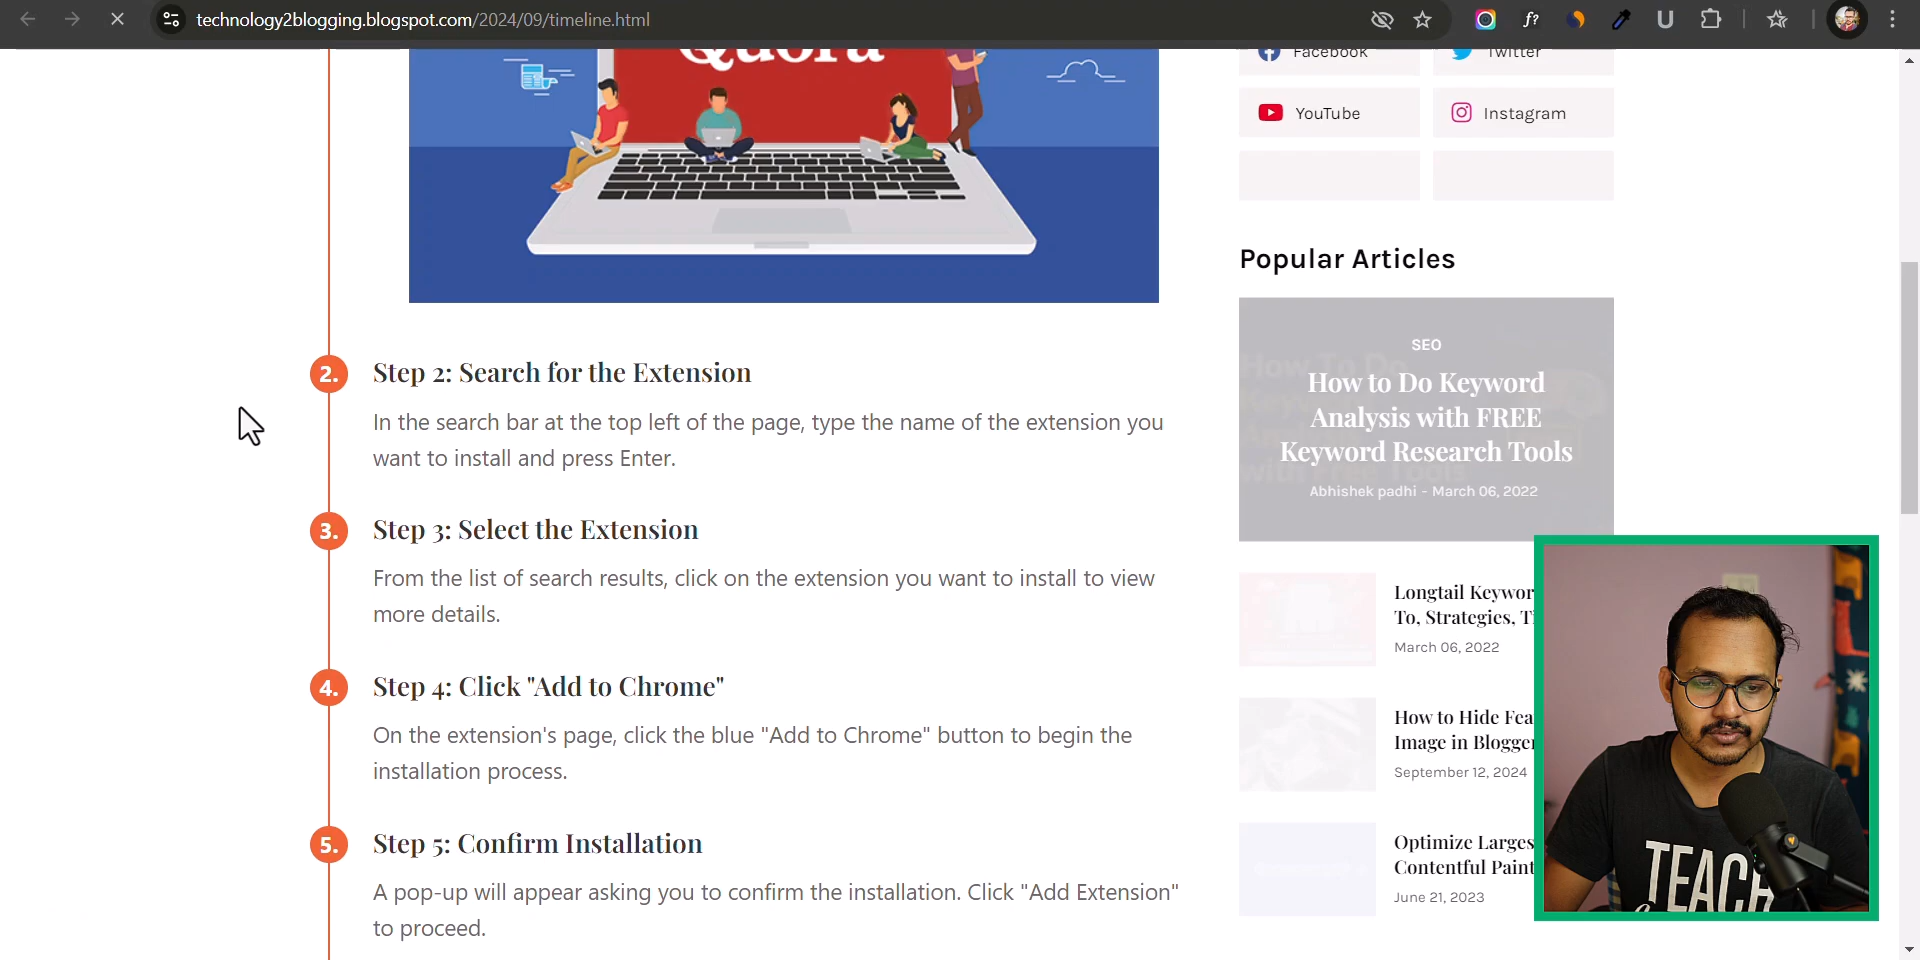 technology2blogging.blogspot.com/2024/09/timeline.html
f?
U
Quora
Facebook
Twitter
YouTube
Instagram
2.
Step 2: Search for the Extension
In the search bar at the top left of the page, type the name of the extension you
want to install and press Enter.
3.
Step 3: Select the Extension
From the list of search results, click on the extension you want to install to view
more details.
4.
Step 4: Click "Add to Chrome"
On the extension's page, click the blue "Add to Chrome" button to begin the
installation process.
5.
Step 5: Confirm Installation
A pop-up will appear asking you to confirm the installation. Click "Add Extension"
to proceed.
Popular Articles
SEO
How to Do Keyword
Analysis with FREE
Keyword Research Tools
Abhishek padhi - March 06, 2022
Longtail Keywor
To, Strategies, T
March 06, 2022
How to Hide Fea
Image in Blogger
September 12, 2024
Optimize Larges
Contentful Paint
June 21, 2023
TEACH